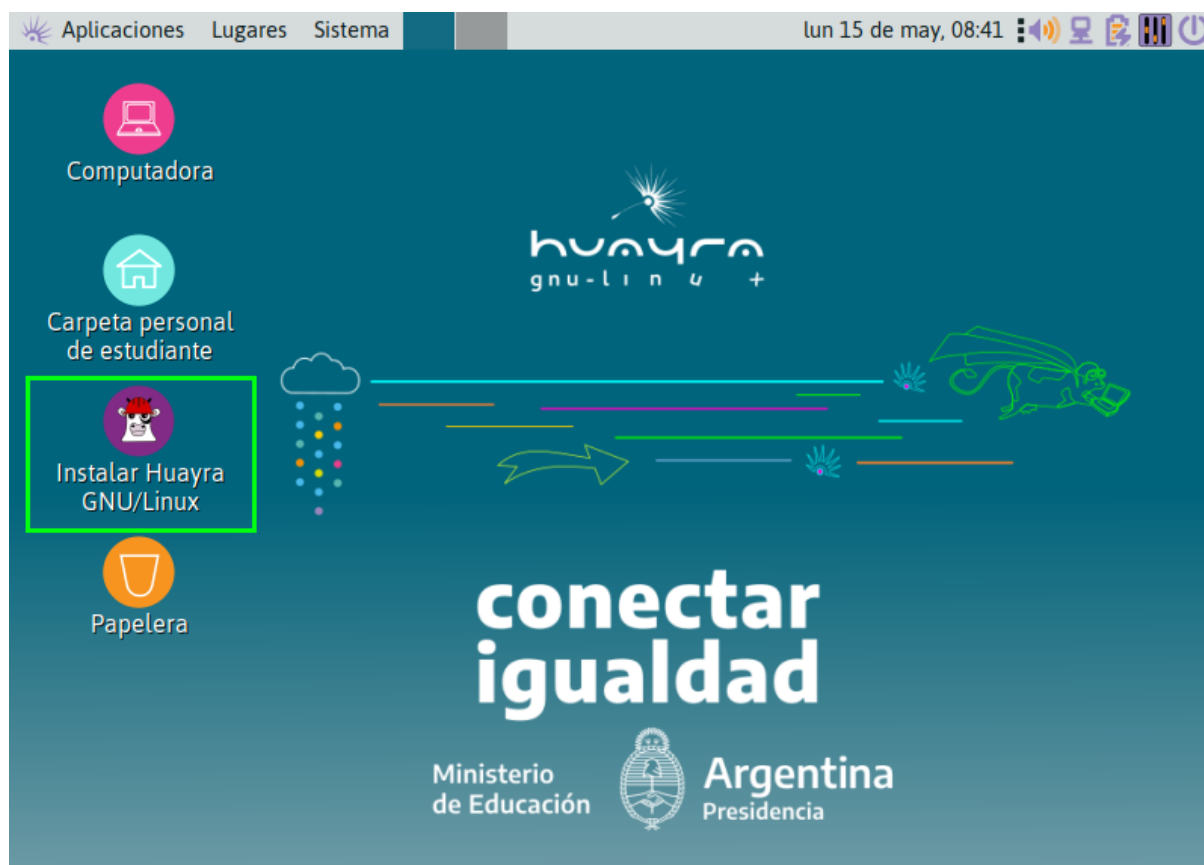 Aplicaciones Lugares Sistema lun 15 de may, 08:41
Computadora
Carpeta personal
de estudiante
Instalar Huayra
GNU/Linux
Papelera
huayra
gnu-linux
conectar
igualdad
Ministerio
de Educación
Argentina
Presidencia